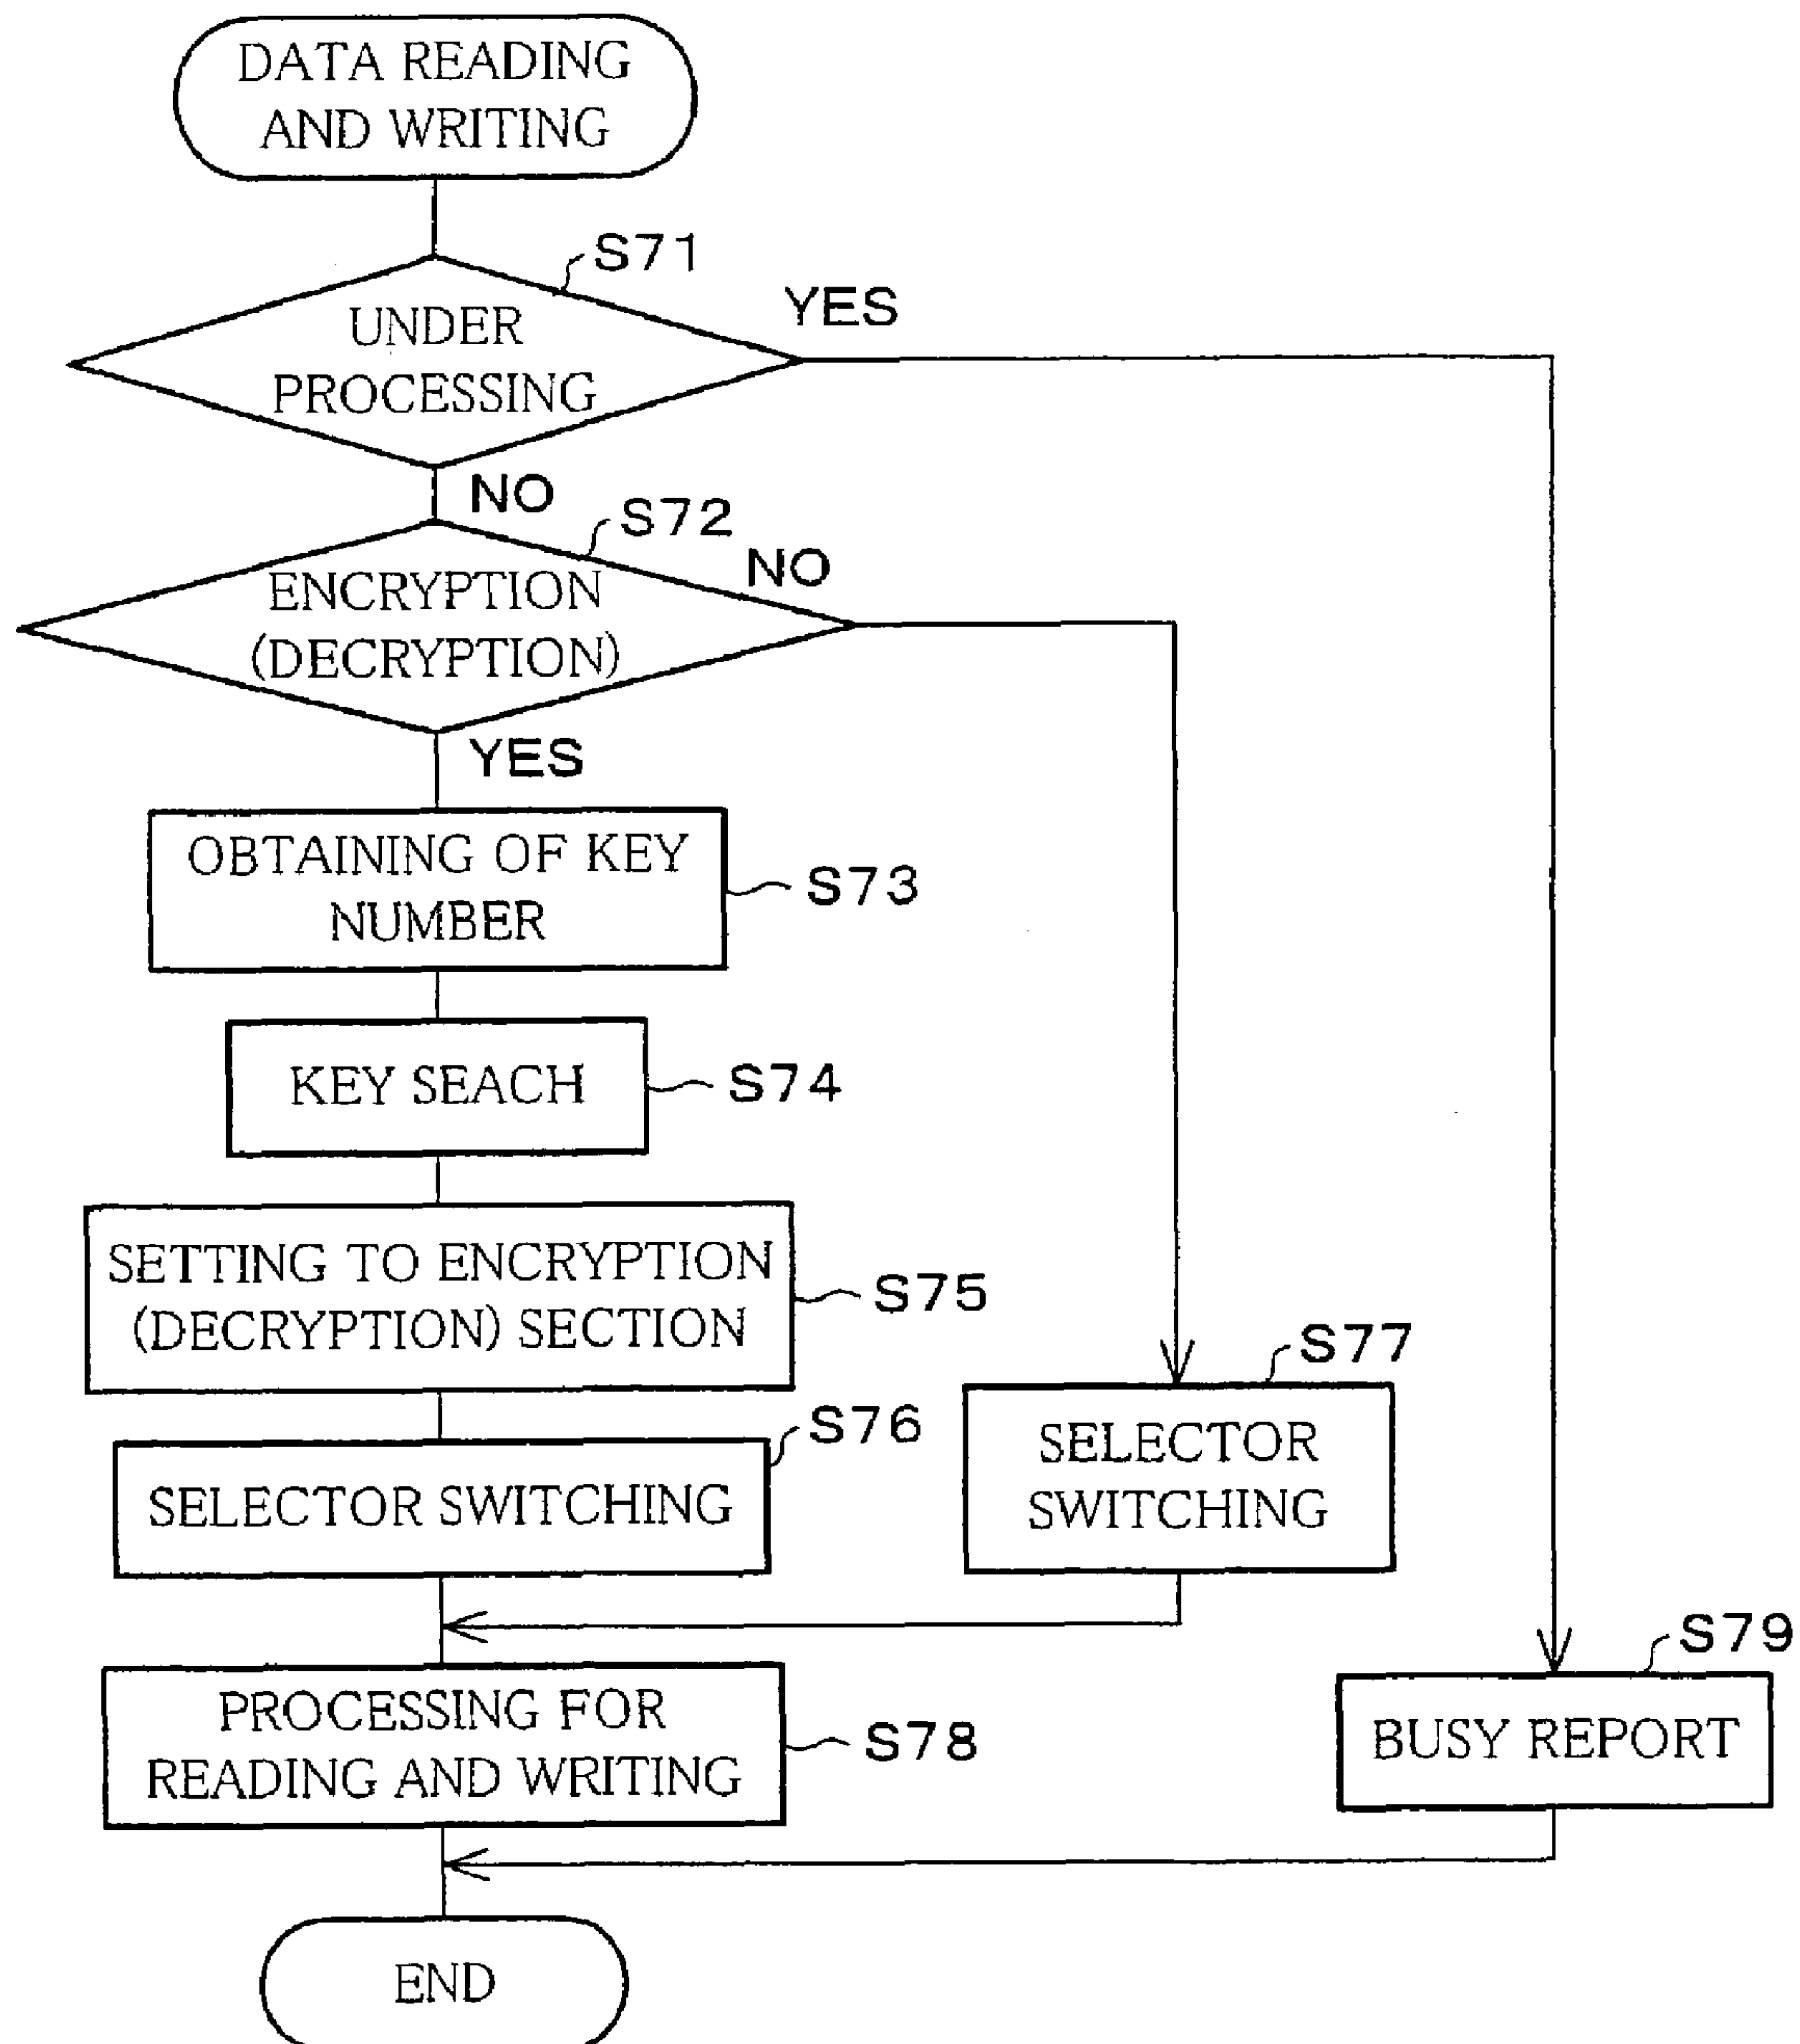 DATA READING
AND WRITING
S71
UNDER
PROCESSING
YES
NO
S72
ENCRYPTION
(DECRYPTION)
NO
YES
OBTAINING OF KEY
NUMBER
S73
KEY SEACH
S74
SETTING TO ENCRYPTION
(DECRYPTION) SECTION
S75
SELECTOR SWITCHING
S76
SELECTOR
SWITCHING
S77
PROCESSING FOR
READING AND WRITING
S78
BUSY REPORT
S79
END